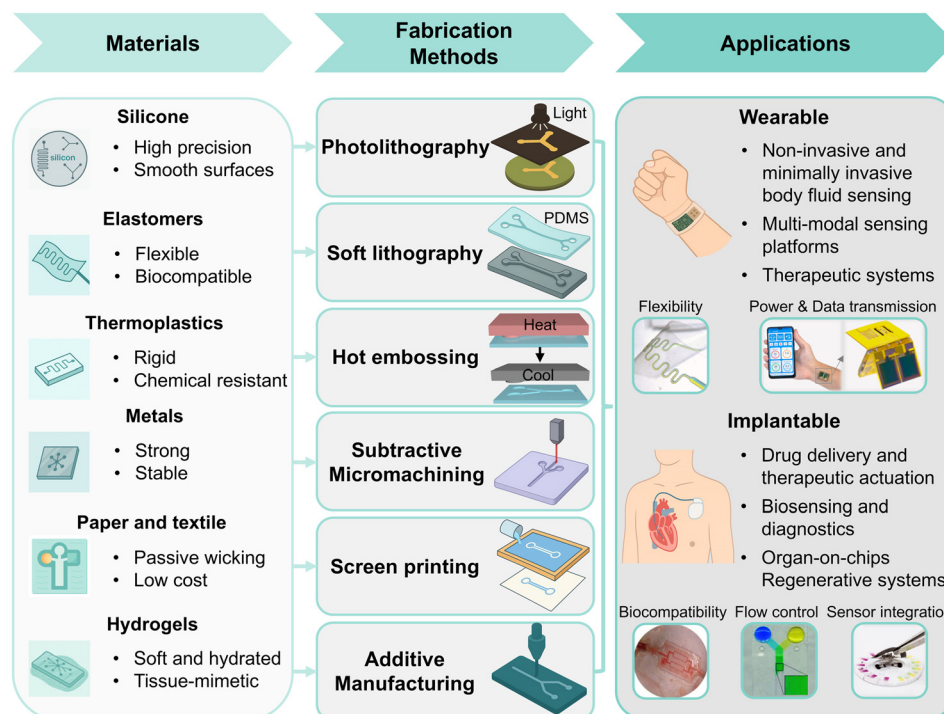 Materials
Fabrication
Methods
Applications
Silicone
silicon
• High precision
• Smooth surfaces
Elastomers
• Flexible
• Biocompatible
Thermoplastics
• Rigid
• Chemical resistant
Metals
• Strong
• Stable
Paper and textile
• Passive wicking
• Low cost
Hydrogels
• Soft and hydrated
• Tissue-mimetic
Photolithography
Light
Soft lithography
PDMS
Hot embossing
Heat
Cool
Subtractive
Micromachining
Screen printing
Additive
Manufacturing
Wearable
• Non-invasive and
minimally invasive
body fluid sensing
• Multi-modal sensing
platforms
• Therapeutic systems
Flexibility
Power & Data transmission
Implantable
• Drug delivery and
therapeutic actuation
• Biosensing and
diagnostics
• Organ-on-chips
Regenerative systems
Biocompatibility
Flow control
Sensor integratio